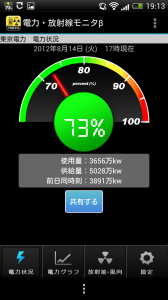 19:13
電力・放射線モニタβ
東京電力 電力状況
2012年8月14日 (火) 17時現在
70
80
90
100
percent(%)
73%
使用量：3656万kw
供給量：5028万kw
前日同時刻：3891万kw
共有する
電力状況
電力グラフ
放射能・風向
設定